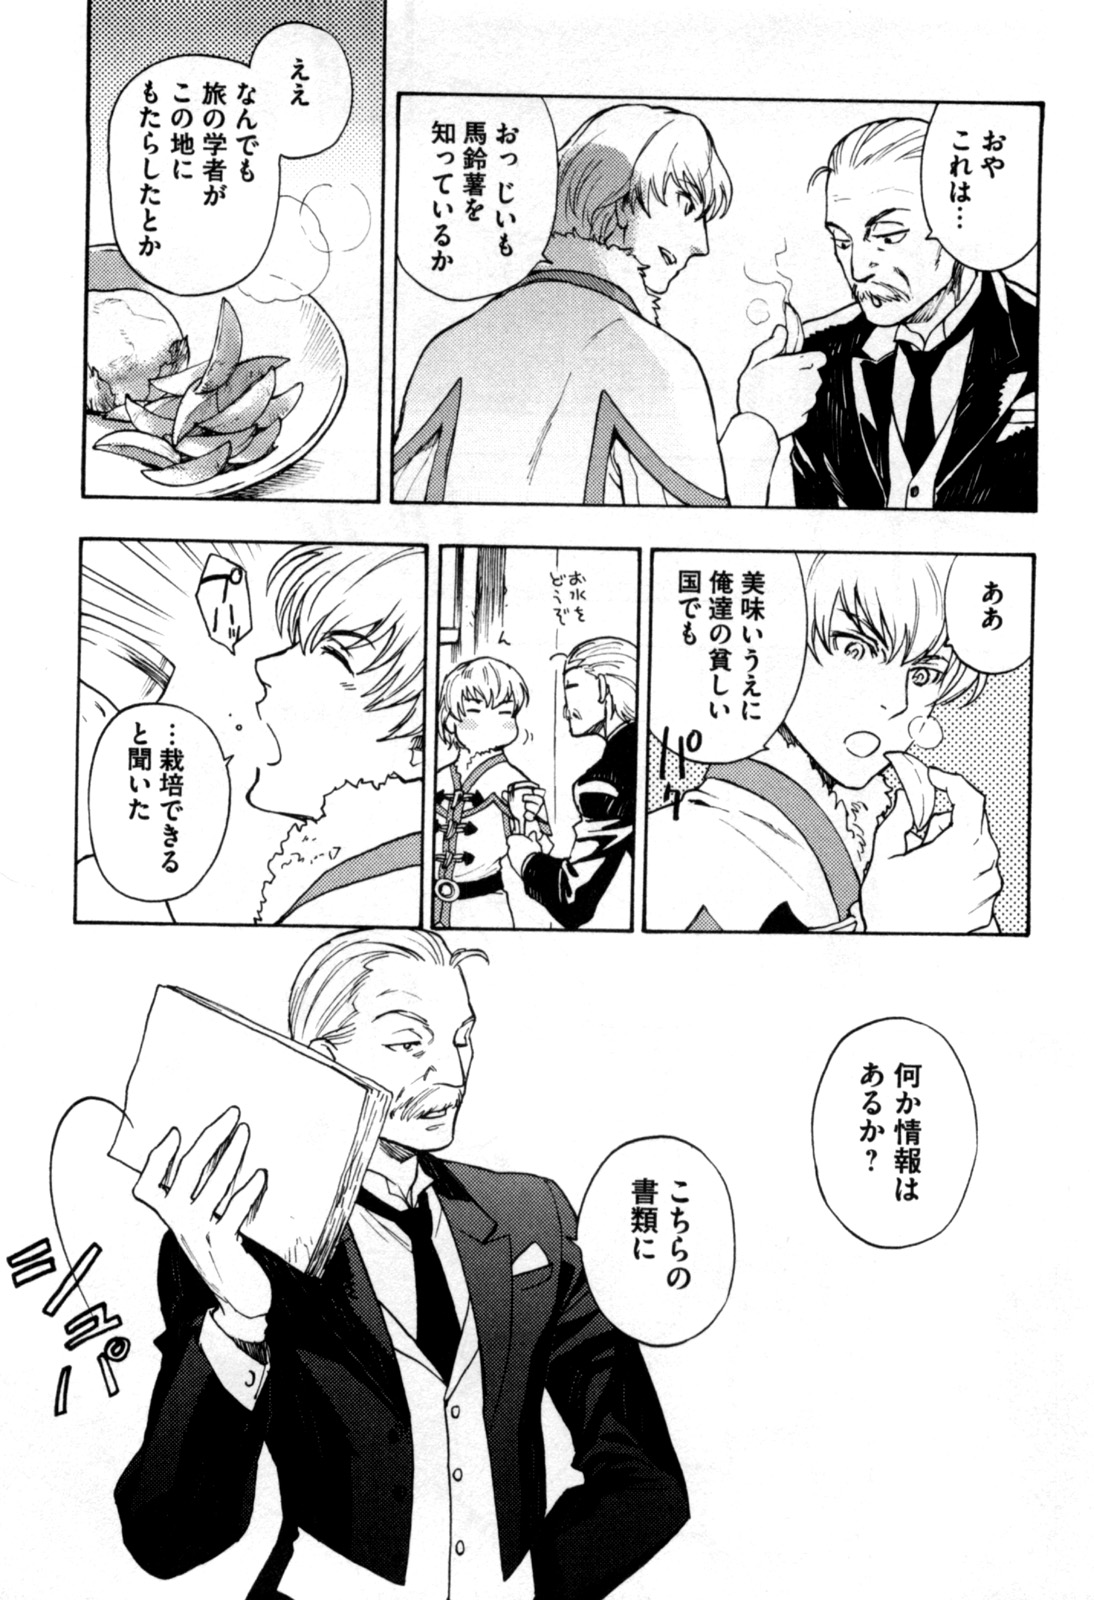 おや
これは…
おっ じいも
馬鈴薯を
知っているか
ええ
なんでも
旅の学者が
この地に
もたらしたとか
ああ
美味いうえに
俺達の貧しい
国でも
パク
お水を
どうぞ
ん
プハッ
…栽培できる
と聞いた
何か情報は
あるか?
こちらの
書類に
シュパーー